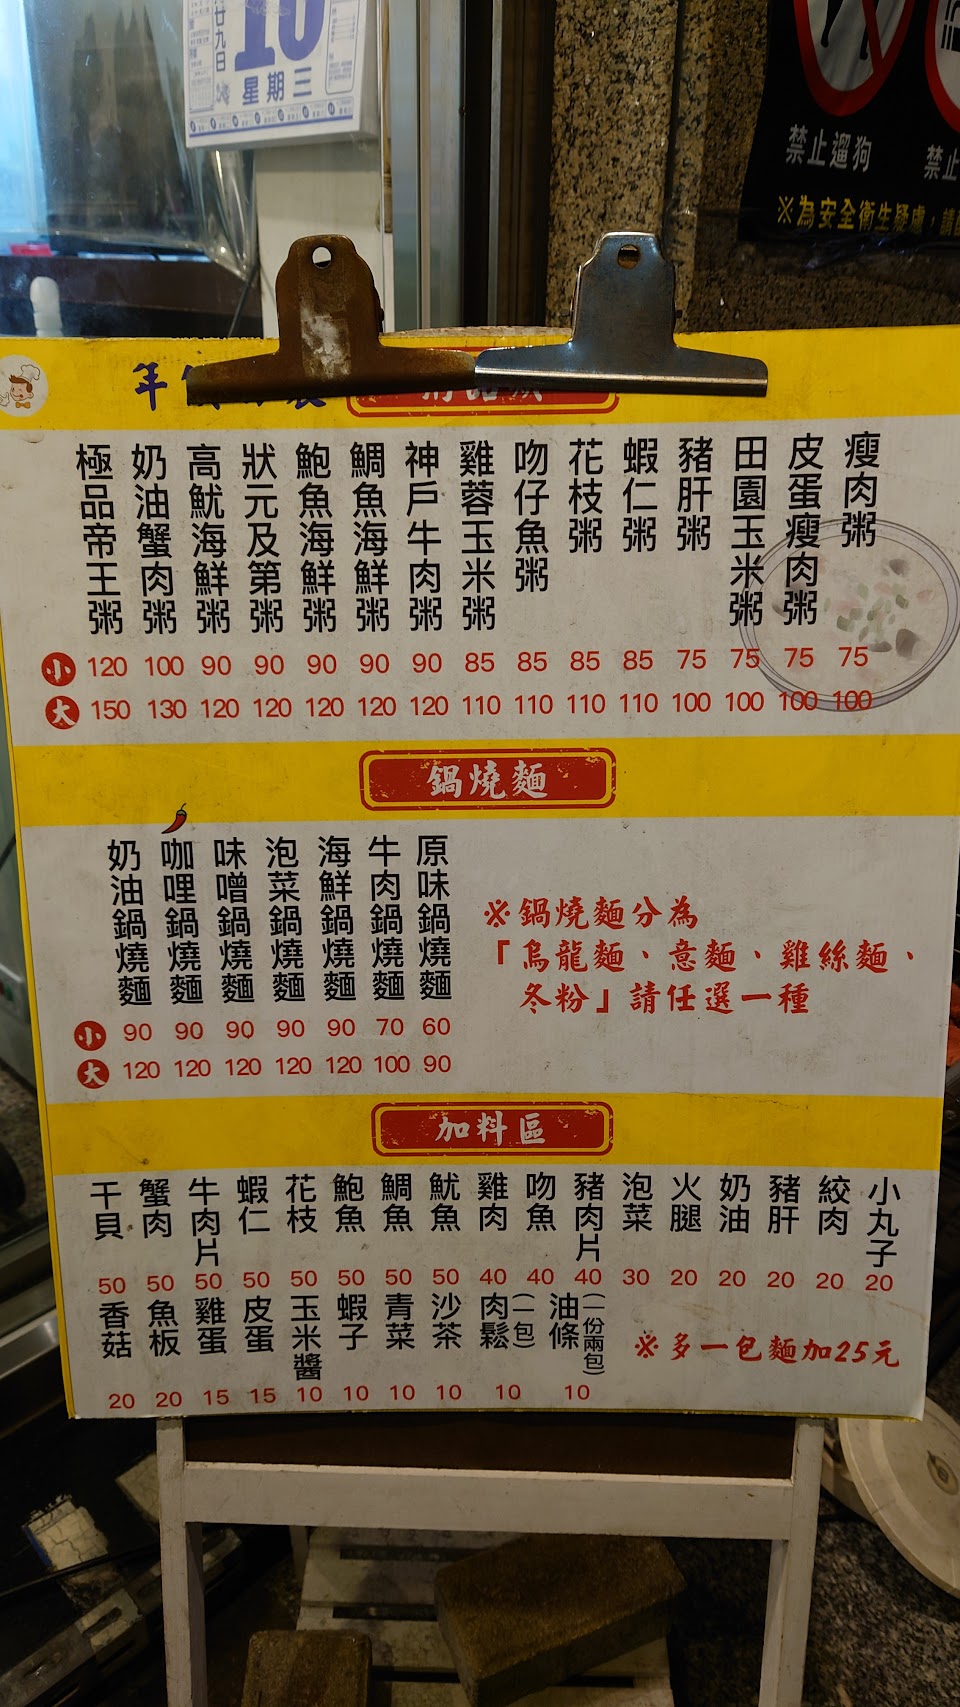 廿九日
10
星期三
禁止遛狗
禁止
※為安全衛生疑慮，請
年
極品帝王粥 小120 大150
奶油蟹肉粥 100 130
高魷海鮮粥 90 120
狀元及第粥 90 120
鮑魚海鮮粥 90 120
鯛魚海鮮粥 90 120
神戶牛肉粥 90 120
雞蓉玉米粥 85 110
吻仔魚粥 85 110
花枝粥 85 110
蝦仁粥 85 110
豬肝粥 75 100
田園玉米粥 75 100
皮蛋瘦肉粥 75 100
瘦肉粥 75 100
鍋燒麵
奶油鍋燒麵 小90 大120
咖哩鍋燒麵 90 120
味噌鍋燒麵 90 120
泡菜鍋燒麵 90 120
海鮮鍋燒麵 90 120
牛肉鍋燒麵 70 100
原味鍋燒麵 60 90
※鍋燒麵分為
「烏龍麵、意麵、雞絲麵、
冬粉」請任選一種
加料區
干貝 50
蟹肉 50
牛肉片 50
蝦仁 50
花枝 50
鮑魚 50
鯛魚 50
魷魚 50
雞肉 40
吻魚 40
豬肉片 40
泡菜 30
火腿 20
奶油 20
豬肝 20
絞肉 20
小丸子 20
香菇 20
魚板 20
雞蛋 15
皮蛋 15
玉米醬 10
蝦子 10
青菜 10
沙茶 10
肉鬆(一包) 10
油條(一份兩包) 10
※多一包麵加25元